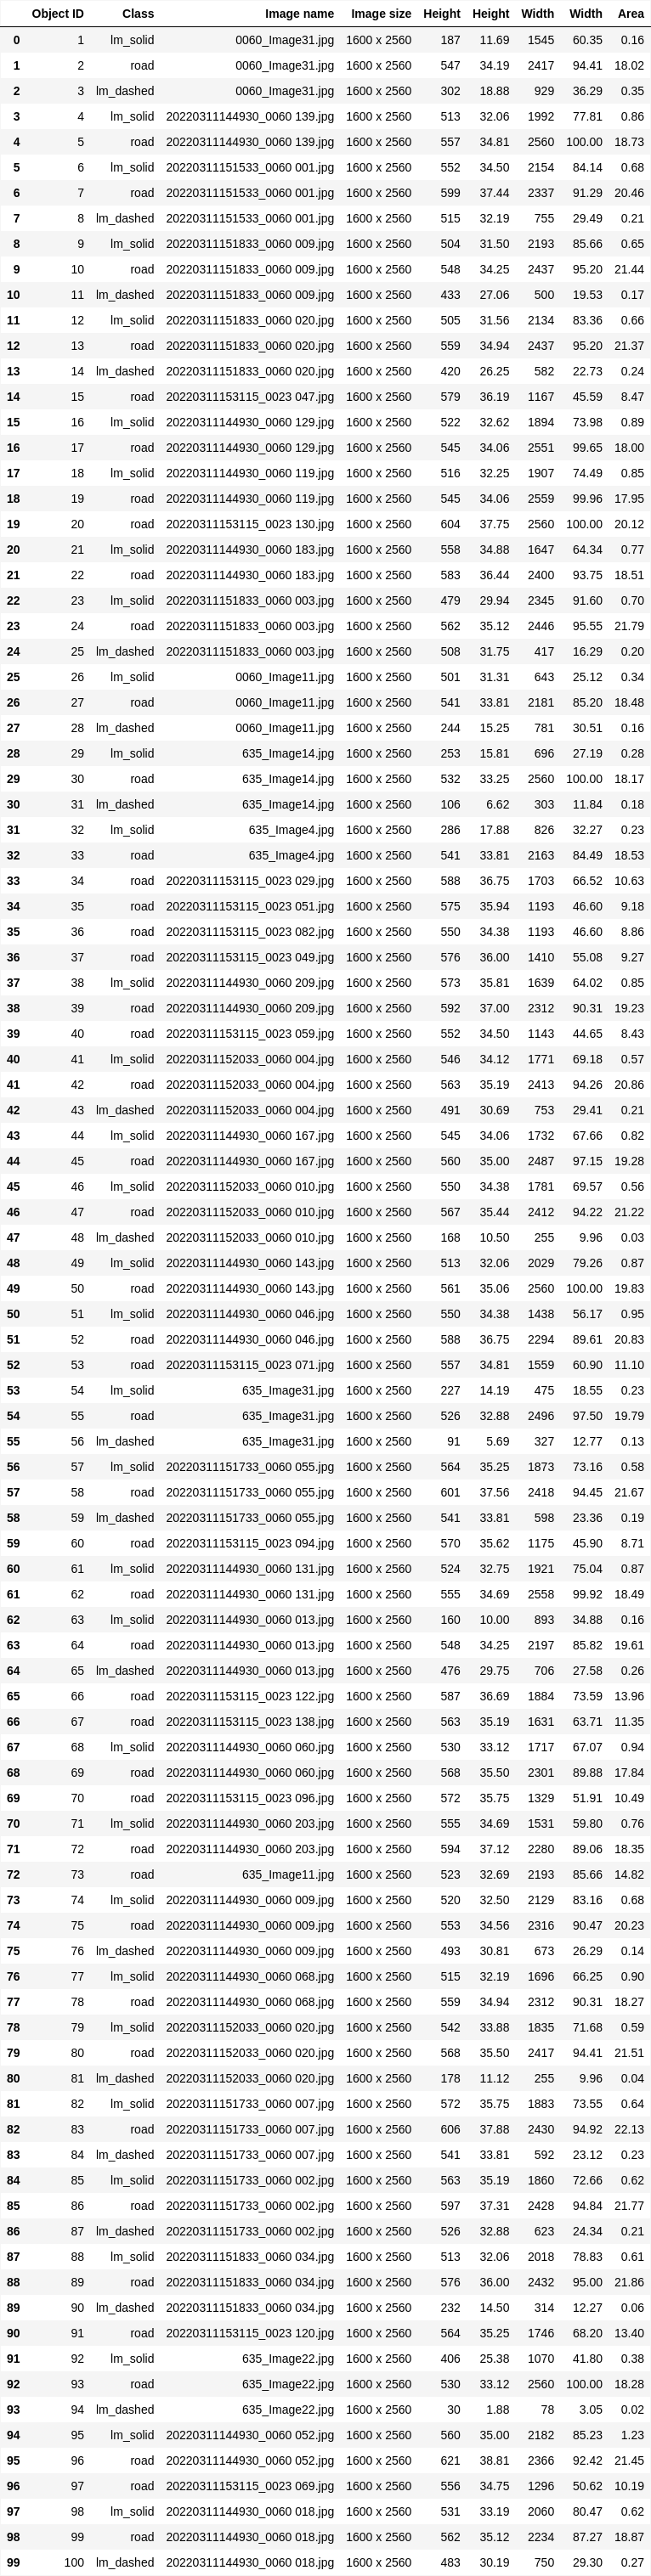 Object ID Class Image name Image size Height Height Width Width Area
0 1 lm_solid 0060_Image31.jpg 1600 x 2560 187 11.69 1545 60.35 0.16
1 2 road 0060_Image31.jpg 1600 x 2560 547 34.19 2417 94.41 18.02
2 3 lm_dashed 0060_Image31.jpg 1600 x 2560 302 18.88 929 36.29 0.35
3 4 lm_solid 20220311144930_0060 139.jpg 1600 x 2560 513 32.06 1992 77.81 0.86
4 5 road 20220311144930_0060 139.jpg 1600 x 2560 557 34.81 2560 100.00 18.73
5 6 lm_solid 20220311151533_0060 001.jpg 1600 x 2560 552 34.50 2154 84.14 0.68
6 7 road 20220311151533_0060 001.jpg 1600 x 2560 599 37.44 2337 91.29 20.46
7 8 lm_dashed 20220311151533_0060 001.jpg 1600 x 2560 515 32.19 755 29.49 0.21
8 9 lm_solid 20220311151833_0060 009.jpg 1600 x 2560 504 31.50 2193 85.66 0.65
9 10 road 20220311151833_0060 009.jpg 1600 x 2560 548 34.25 2437 95.20 21.44
10 11 lm_dashed 20220311151833_0060 009.jpg 1600 x 2560 433 27.06 500 19.53 0.17
11 12 lm_solid 20220311151833_0060 020.jpg 1600 x 2560 505 31.56 2134 83.36 0.66
12 13 road 20220311151833_0060 020.jpg 1600 x 2560 559 34.94 2437 95.20 21.37
13 14 lm_dashed 20220311151833_0060 020.jpg 1600 x 2560 420 26.25 582 22.73 0.24
14 15 road 20220311153115_0023 047.jpg 1600 x 2560 579 36.19 1167 45.59 8.47
15 16 lm_solid 20220311144930_0060 129.jpg 1600 x 2560 522 32.62 1894 73.98 0.89
16 17 road 20220311144930_0060 129.jpg 1600 x 2560 545 34.06 2551 99.65 18.00
17 18 lm_solid 20220311144930_0060 119.jpg 1600 x 2560 516 32.25 1907 74.49 0.85
18 19 road 20220311144930_0060 119.jpg 1600 x 2560 545 34.06 2559 99.96 17.95
19 20 road 20220311153115_0023 130.jpg 1600 x 2560 604 37.75 2560 100.00 20.12
20 21 lm_solid 20220311144930_0060 183.jpg 1600 x 2560 558 34.88 1647 64.34 0.77
21 22 road 20220311144930_0060 183.jpg 1600 x 2560 583 36.44 2400 93.75 18.51
22 23 lm_solid 20220311151833_0060 003.jpg 1600 x 2560 479 29.94 2345 91.60 0.70
23 24 road 20220311151833_0060 003.jpg 1600 x 2560 562 35.12 2446 95.55 21.79
24 25 lm_dashed 20220311151833_0060 003.jpg 1600 x 2560 508 31.75 417 16.29 0.20
25 26 lm_solid 0060_Image11.jpg 1600 x 2560 501 31.31 643 25.12 0.34
26 27 road 0060_Image11.jpg 1600 x 2560 541 33.81 2181 85.20 18.48
27 28 lm_dashed 0060_Image11.jpg 1600 x 2560 244 15.25 781 30.51 0.16
28 29 lm_solid 635_Image14.jpg 1600 x 2560 253 15.81 696 27.19 0.28
29 30 road 635_Image14.jpg 1600 x 2560 532 33.25 2560 100.00 18.17
30 31 lm_dashed 635_Image14.jpg 1600 x 2560 106 6.62 303 11.84 0.18
31 32 lm_solid 635_Image4.jpg 1600 x 2560 286 17.88 826 32.27 0.23
32 33 road 635_Image4.jpg 1600 x 2560 541 33.81 2163 84.49 18.53
33 34 road 20220311153115_0023 029.jpg 1600 x 2560 588 36.75 1703 66.52 10.63
34 35 road 20220311153115_0023 051.jpg 1600 x 2560 575 35.94 1193 46.60 9.18
35 36 road 20220311153115_0023 082.jpg 1600 x 2560 550 34.38 1193 46.60 8.86
36 37 road 20220311153115_0023 049.jpg 1600 x 2560 576 36.00 1410 55.08 9.27
37 38 lm_solid 20220311144930_0060 209.jpg 1600 x 2560 573 35.81 1639 64.02 0.85
38 39 road 20220311144930_0060 209.jpg 1600 x 2560 592 37.00 2312 90.31 19.23
39 40 road 20220311153115_0023 059.jpg 1600 x 2560 552 34.50 1143 44.65 8.43
40 41 lm_solid 20220311152033_0060 004.jpg 1600 x 2560 546 34.12 1771 69.18 0.57
41 42 road 20220311152033_0060 004.jpg 1600 x 2560 563 35.19 2413 94.26 20.86
42 43 lm_dashed 20220311152033_0060 004.jpg 1600 x 2560 491 30.69 753 29.41 0.21
43 44 lm_solid 20220311144930_0060 167.jpg 1600 x 2560 545 34.06 1732 67.66 0.82
44 45 road 20220311144930_0060 167.jpg 1600 x 2560 560 35.00 2487 97.15 19.28
45 46 lm_solid 20220311152033_0060 010.jpg 1600 x 2560 550 34.38 1781 69.57 0.56
46 47 road 20220311152033_0060 010.jpg 1600 x 2560 567 35.44 2412 94.22 21.22
47 48 lm_dashed 20220311152033_0060 010.jpg 1600 x 2560 168 10.50 255 9.96 0.03
48 49 lm_solid 20220311144930_0060 143.jpg 1600 x 2560 513 32.06 2029 79.26 0.87
49 50 road 20220311144930_0060 143.jpg 1600 x 2560 561 35.06 2560 100.00 19.83
50 51 lm_solid 20220311144930_0060 046.jpg 1600 x 2560 550 34.38 1438 56.17 0.95
51 52 road 20220311144930_0060 046.jpg 1600 x 2560 588 36.75 2294 89.61 20.83
52 53 road 20220311153115_0023 071.jpg 1600 x 2560 557 34.81 1559 60.90 11.10
53 54 lm_solid 635_Image31.jpg 1600 x 2560 227 14.19 475 18.55 0.23
54 55 road 635_Image31.jpg 1600 x 2560 526 32.88 2496 97.50 19.79
55 56 lm_dashed 635_Image31.jpg 1600 x 2560 91 5.69 327 12.77 0.13
56 57 lm_solid 20220311151733_0060 055.jpg 1600 x 2560 564 35.25 1873 73.16 0.58
57 58 road 20220311151733_0060 055.jpg 1600 x 2560 601 37.56 2418 94.45 21.67
58 59 lm_dashed 20220311151733_0060 055.jpg 1600 x 2560 541 33.81 598 23.36 0.19
59 60 road 20220311153115_0023 094.jpg 1600 x 2560 570 35.62 1175 45.90 8.71
60 61 lm_solid 20220311144930_0060 131.jpg 1600 x 2560 524 32.75 1921 75.04 0.87
61 62 road 20220311144930_0060 131.jpg 1600 x 2560 555 34.69 2558 99.92 18.49
62 63 lm_solid 20220311144930_0060 013.jpg 1600 x 2560 160 10.00 893 34.88 0.16
63 64 road 20220311144930_0060 013.jpg 1600 x 2560 548 34.25 2197 85.82 19.61
64 65 lm_dashed 20220311144930_0060 013.jpg 1600 x 2560 476 29.75 706 27.58 0.26
65 66 road 20220311153115_0023 122.jpg 1600 x 2560 587 36.69 1884 73.59 13.96
66 67 road 20220311153115_0023 138.jpg 1600 x 2560 563 35.19 1631 63.71 11.35
67 68 lm_solid 20220311144930_0060 060.jpg 1600 x 2560 530 33.12 1717 67.07 0.94
68 69 road 20220311144930_0060 060.jpg 1600 x 2560 568 35.50 2301 89.88 17.84
69 70 road 20220311153115_0023 096.jpg 1600 x 2560 572 35.75 1329 51.91 10.49
70 71 lm_solid 20220311144930_0060 203.jpg 1600 x 2560 555 34.69 1531 59.80 0.76
71 72 road 20220311144930_0060 203.jpg 1600 x 2560 594 37.12 2280 89.06 18.35
72 73 road 635_Image11.jpg 1600 x 2560 523 32.69 2193 85.66 14.82
73 74 lm_solid 20220311144930_0060 009.jpg 1600 x 2560 520 32.50 2129 83.16 0.68
74 75 road 20220311144930_0060 009.jpg 1600 x 2560 553 34.56 2316 90.47 20.23
75 76 lm_dashed 20220311144930_0060 009.jpg 1600 x 2560 493 30.81 673 26.29 0.14
76 77 lm_solid 20220311144930_0060 068.jpg 1600 x 2560 515 32.19 1696 66.25 0.90
77 78 road 20220311144930_0060 068.jpg 1600 x 2560 559 34.94 2312 90.31 18.27
78 79 lm_solid 20220311152033_0060 020.jpg 1600 x 2560 542 33.88 1835 71.68 0.59
79 80 road 20220311152033_0060 020.jpg 1600 x 2560 568 35.50 2417 94.41 21.51
80 81 lm_dashed 20220311152033_0060 020.jpg 1600 x 2560 178 11.12 255 9.96 0.04
81 82 lm_solid 20220311151733_0060 007.jpg 1600 x 2560 572 35.75 1883 73.55 0.64
82 83 road 20220311151733_0060 007.jpg 1600 x 2560 606 37.88 2430 94.92 22.13
83 84 lm_dashed 20220311151733_0060 007.jpg 1600 x 2560 541 33.81 592 23.12 0.23
84 85 lm_solid 20220311151733_0060 002.jpg 1600 x 2560 563 35.19 1860 72.66 0.62
85 86 road 20220311151733_0060 002.jpg 1600 x 2560 597 37.31 2428 94.84 21.77
86 87 lm_dashed 20220311151733_0060 002.jpg 1600 x 2560 526 32.88 623 24.34 0.21
87 88 lm_solid 20220311151833_0060 034.jpg 1600 x 2560 513 32.06 2018 78.83 0.61
88 89 road 20220311151833_0060 034.jpg 1600 x 2560 576 36.00 2432 95.00 21.86
89 90 lm_dashed 20220311151833_0060 034.jpg 1600 x 2560 232 14.50 314 12.27 0.06
90 91 road 20220311153115_0023 120.jpg 1600 x 2560 564 35.25 1746 68.20 13.40
91 92 lm_solid 635_Image22.jpg 1600 x 2560 406 25.38 1070 41.80 0.38
92 93 road 635_Image22.jpg 1600 x 2560 530 33.12 2560 100.00 18.28
93 94 lm_dashed 635_Image22.jpg 1600 x 2560 30 1.88 78 3.05 0.02
94 95 lm_solid 20220311144930_0060 052.jpg 1600 x 2560 560 35.00 2182 85.23 1.23
95 96 road 20220311144930_0060 052.jpg 1600 x 2560 621 38.81 2366 92.42 21.45
96 97 road 20220311153115_0023 069.jpg 1600 x 2560 556 34.75 1296 50.62 10.19
97 98 lm_solid 20220311144930_0060 018.jpg 1600 x 2560 531 33.19 2060 80.47 0.62
98 99 road 20220311144930_0060 018.jpg 1600 x 2560 562 35.12 2234 87.27 18.87
99 100 lm_dashed 20220311144930_0060 018.jpg 1600 x 2560 483 30.19 750 29.30 0.27